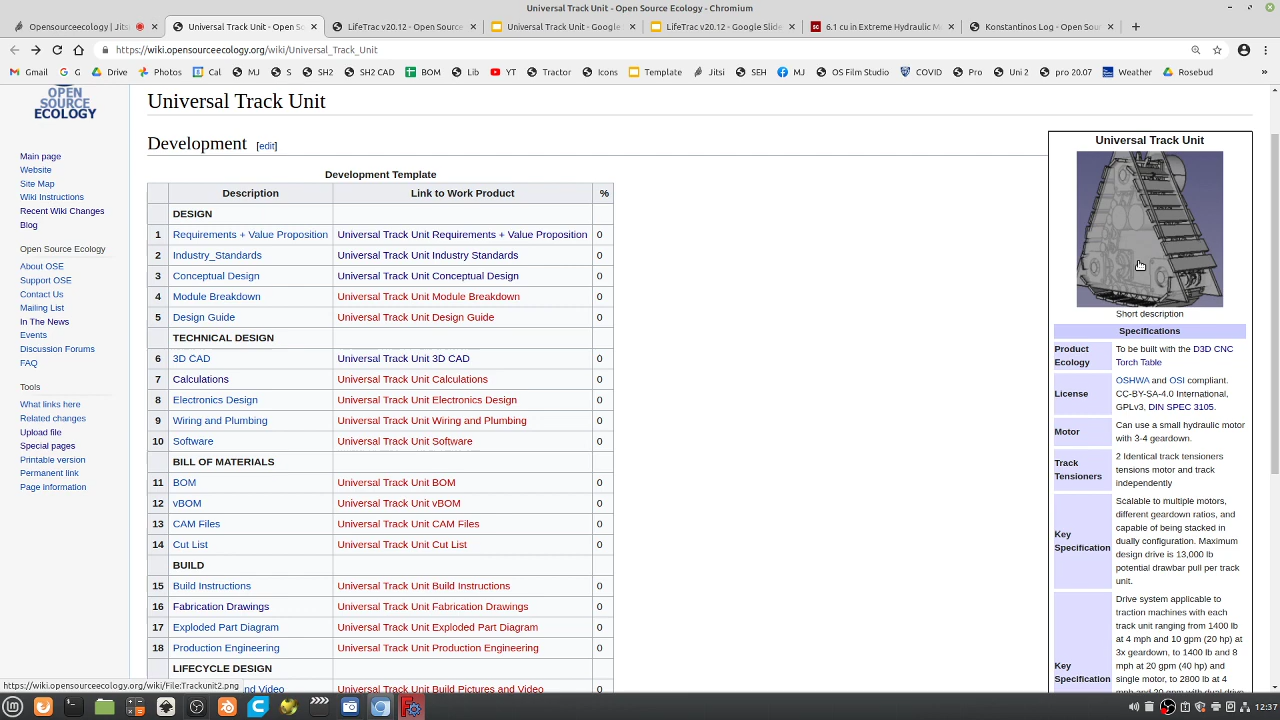 Universal Track Unit - Open Source Ecology - Chromium
Opensourceecology | Jitsi
Universal Track Unit - Open So
LifeTrac v20.12 - Open Source
Universal Track Unit - Google
LifeTrac v20.12 - Google Slide
6.1 cu in Extreme Hydraulic M
Konstantinos Log - Open Sour
https://wiki.opensourceecology.org/wiki/Universal_Track_Unit
Gmail G Drive Photos Cal MJ S SH2 SH2 CAD BOM Lib YT Tractor Icons Template Jitsi SEH MJ OS Film Studio COVID Pro Uni 2 pro 20.07 Weather Rosebud »
OPEN
SOURCE
ECOLOGY
Main page
Website
Site Map
Wiki Instructions
Recent Wiki Changes
Blog
Open Source Ecology
About OSE
Support OSE
Contact Us
Mailing List
In The News
Events
Discussion Forums
FAQ
Tools
What links here
Related changes
Upload file
Special pages
Printable version
Permanent link
Page information
Universal Track Unit
Development [edit]
Development Template
Description Link to Work Product %
DESIGN
1 Requirements + Value Proposition Universal Track Unit Requirements + Value Proposition 0
2 Industry_Standards Universal Track Unit Industry Standards 0
3 Conceptual Design Universal Track Unit Conceptual Design 0
4 Module Breakdown Universal Track Unit Module Breakdown 0
5 Design Guide Universal Track Unit Design Guide 0
TECHNICAL DESIGN
6 3D CAD Universal Track Unit 3D CAD 0
7 Calculations Universal Track Unit Calculations 0
8 Electronics Design Universal Track Unit Electronics Design 0
9 Wiring and Plumbing Universal Track Unit Wiring and Plumbing 0
10 Software Universal Track Unit Software 0
BILL OF MATERIALS
11 BOM Universal Track Unit BOM 0
12 vBOM Universal Track Unit vBOM 0
13 CAM Files Universal Track Unit CAM Files 0
14 Cut List Universal Track Unit Cut List 0
BUILD
15 Build Instructions Universal Track Unit Build Instructions 0
16 Fabrication Drawings Universal Track Unit Fabrication Drawings 0
17 Exploded Part Diagram Universal Track Unit Exploded Part Diagram 0
18 Production Engineering Universal Track Unit Production Engineering 0
LIFECYCLE DESIGN
nd Video Universal Track Unit Build Pictures and Video 0
Universal Track Unit
Short description
Specifications
Product Ecology
To be built with the D3D CNC
Torch Table
License
OSHWA and OSI compliant.
CC-BY-SA-4.0 International,
GPLv3, DIN SPEC 3105.
Motor
Can use a small hydraulic motor
with 3-4 geardown.
Track Tensioners
2 Identical track tensioners
tensions motor and track
independently
Key Specification
Scalable to multiple motors,
different geardown ratios, and
capable of being stacked in
dually configuration. Maximum
design drive is 13,000 lb
potential drawbar pull per track
unit.
Key Specification
Drive system applicable to
traction machines with each
track unit ranging from 1400 lb
at 4 mph and 10 gpm (20 hp) at
3x geardown, to 1400 lb and 8
mph at 20 gpm (40 hp) and
single motor, to 2800 lb at 4
mph and 20 gpm with dual drive
https://wiki.opensourceecology.org/wiki/File:Trackunit2.png
12:37